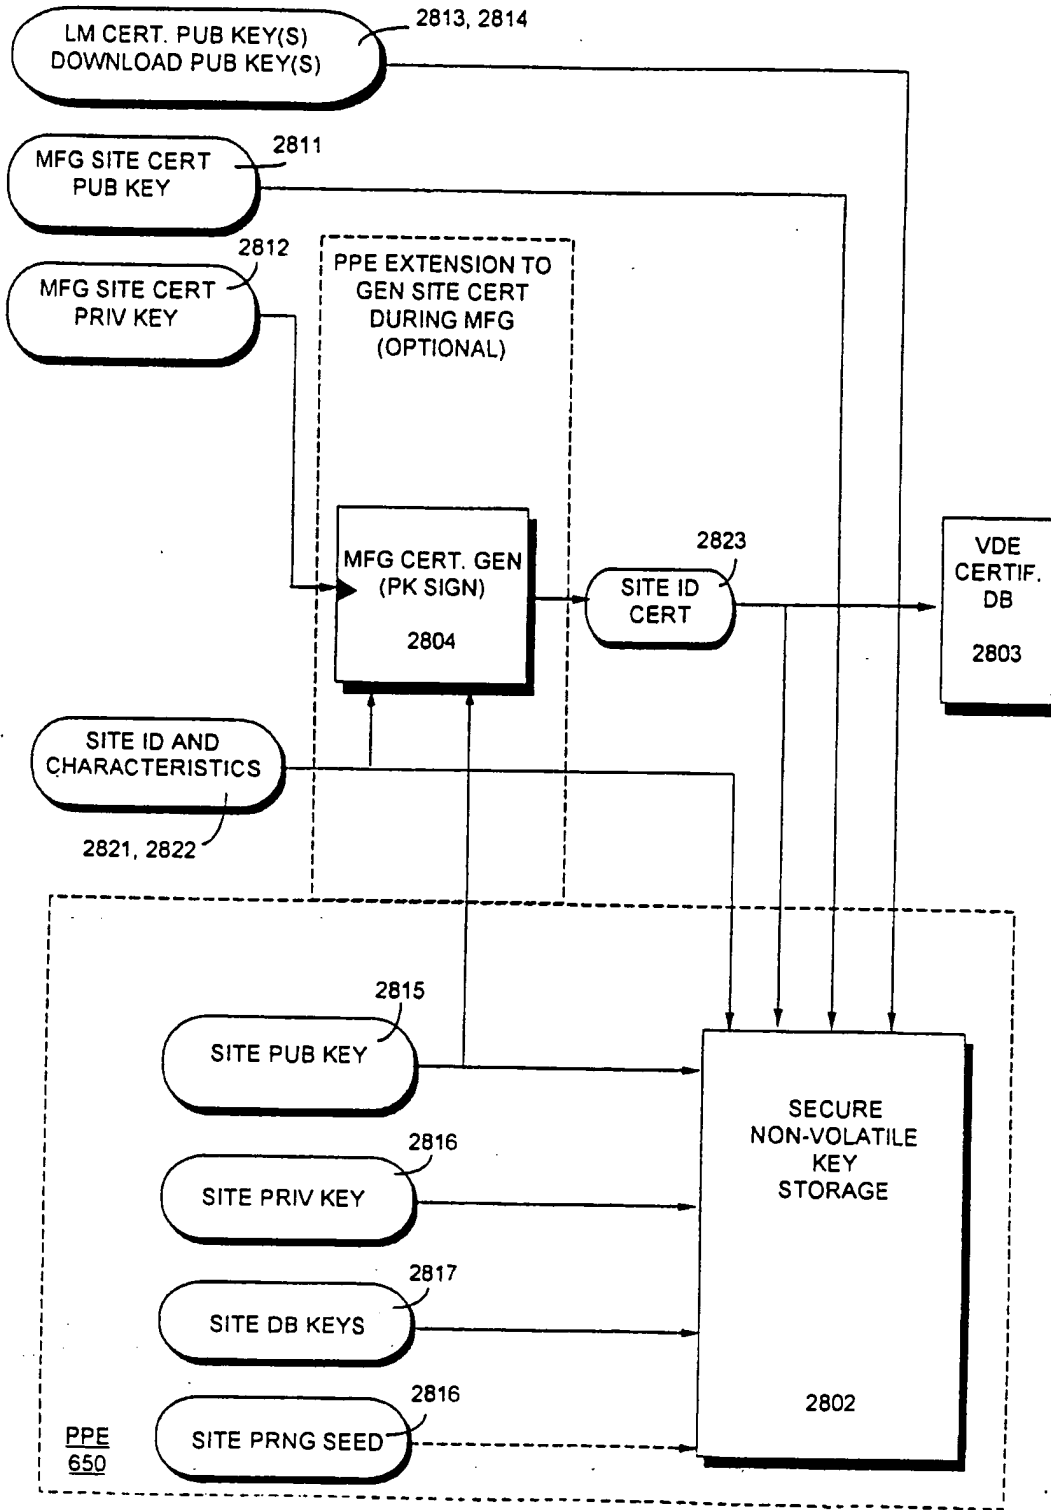 LM CERT. PUB KEY(S)
DOWNLOAD PUB KEY(S)
2813, 2814
MFG SITE CERT
PUB KEY
2811
MFG SITE CERT
PRIV KEY
2812
PPE EXTENSION TO
GEN SITE CERT
DURING MFG
(OPTIONAL)
MFG CERT. GEN
(PK SIGN)
2804
SITE ID
CERT
2823
VDE
CERTIF.
DB
2803
SITE ID AND
CHARACTERISTICS
2821, 2822
SITE PUB KEY
2815
SITE PRIV KEY
2816
SITE DB KEYS
2817
SITE PRNG SEED
2816
SECURE
NON-VOLATILE
KEY
STORAGE
2802
PPE
650